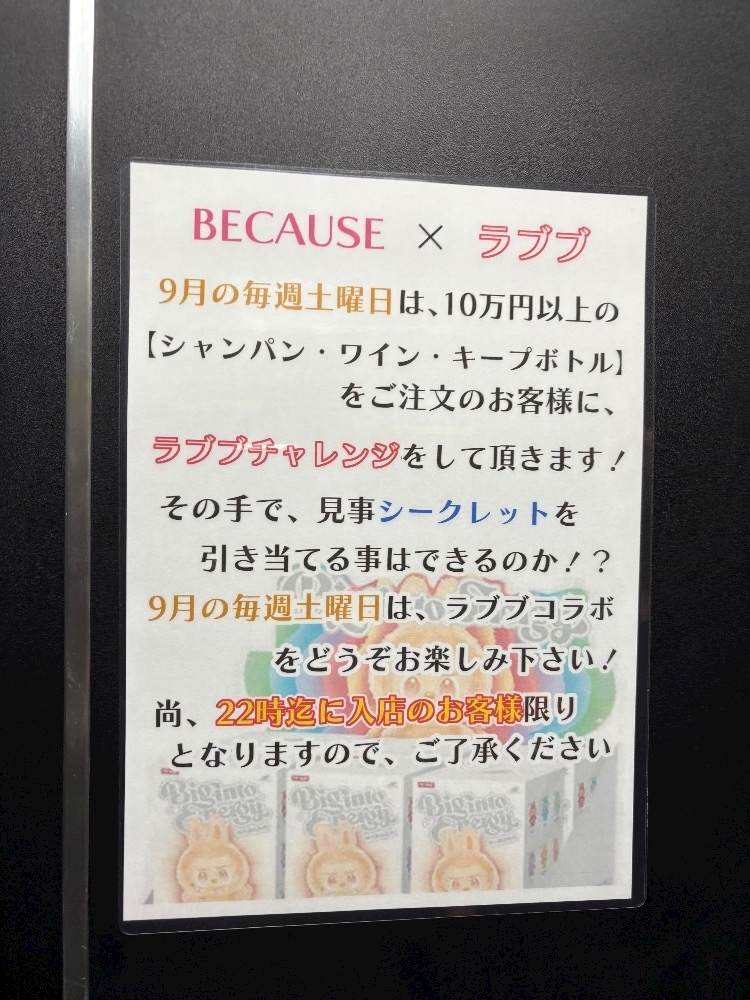 BECAUSE × ラブブ
9月の毎週土曜日は、10万円以上の
【シャンパン・ワイン・キープボトル】
をご注文のお客様に、
ラブブチャレンジをして頂きます!
その手で、見事シークレットを
引き当てる事はできるのか!?
9月の毎週土曜日は、ラブブコラボ
をどうぞお楽しみ下さい!
尚、22時迄に入店のお客様限り
となりますので、ご了承ください
Big into Energy
Big into Energy
Big into Energy